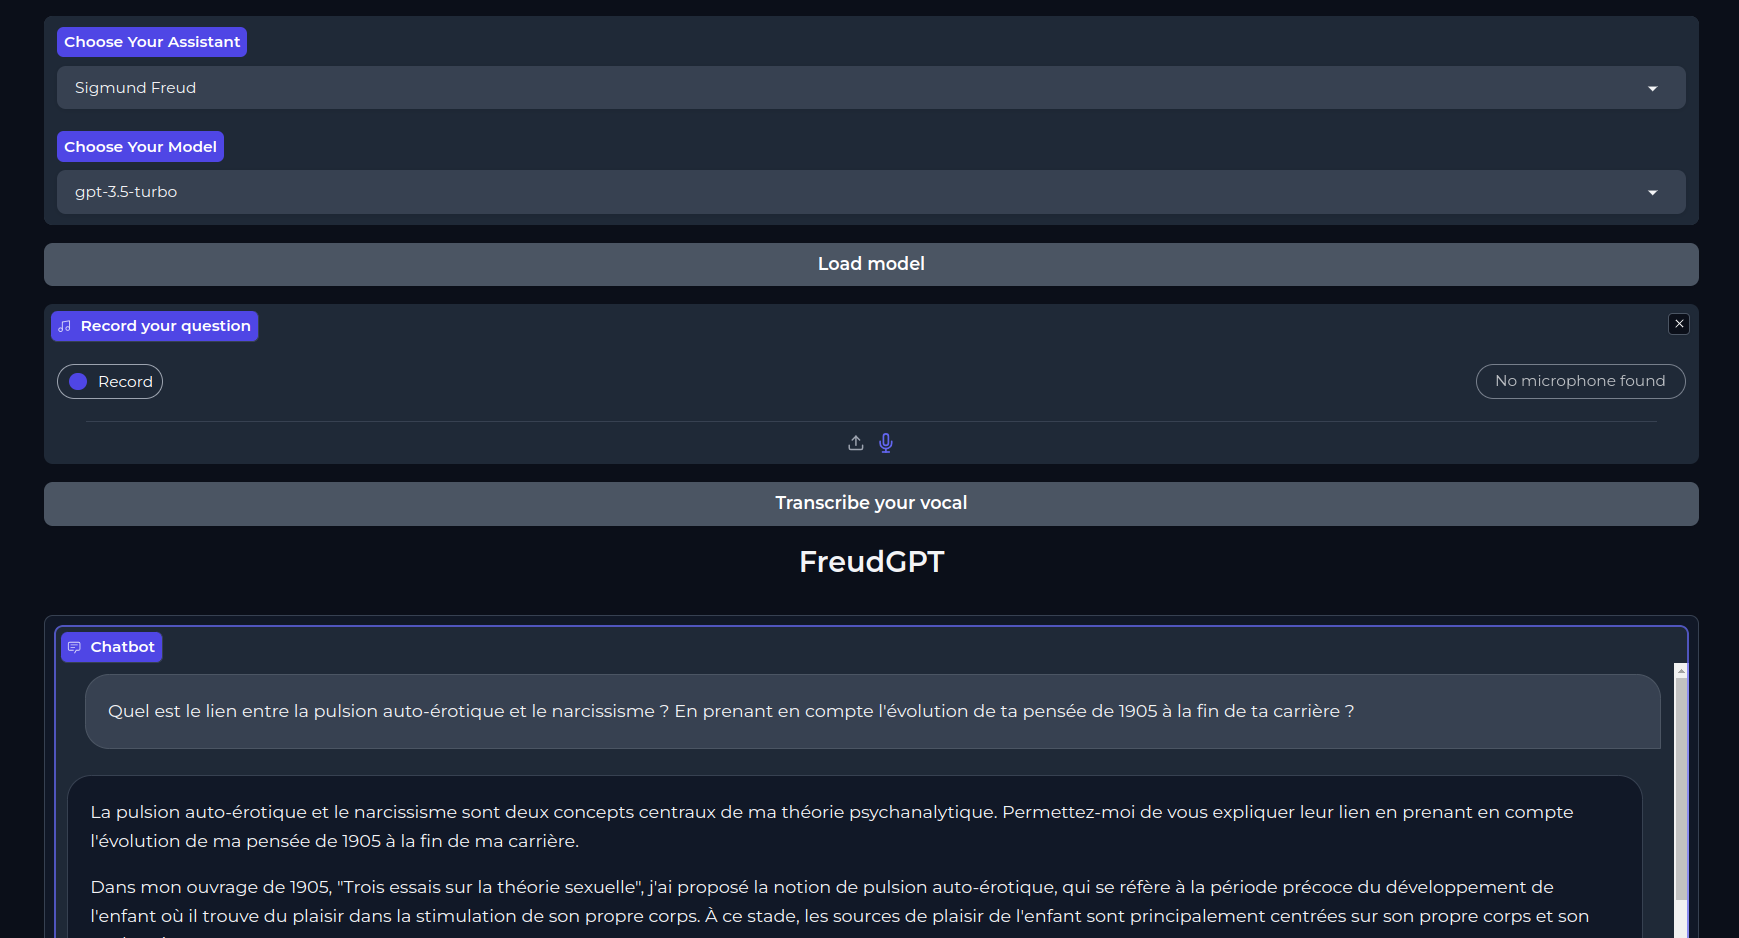 Choose Your Assistant
Sigmund Freud
Choose Your Model
gpt-3.5-turbo
Load model
Record your question
Record
No microphone found
Transcribe your vocal
FreudGPT
Chatbot
Quel est le lien entre la pulsion auto-érotique et le narcissisme ? En prenant en compte l'évolution de ta pensée de 1905 à la fin de ta carrière ?
La pulsion auto-érotique et le narcissisme sont deux concepts centraux de ma théorie psychanalytique. Permettez-moi de vous expliquer leur lien en prenant en compte
l'évolution de ma pensée de 1905 à la fin de ma carrière.
Dans mon ouvrage de 1905, "Trois essais sur la théorie sexuelle", j'ai proposé la notion de pulsion auto-érotique, qui se réfère à la période précoce du développement de
l'enfant où il trouve du plaisir dans la stimulation de son propre corps. À ce stade, les sources de plaisir de l'enfant sont principalement centrées sur son propre corps et son